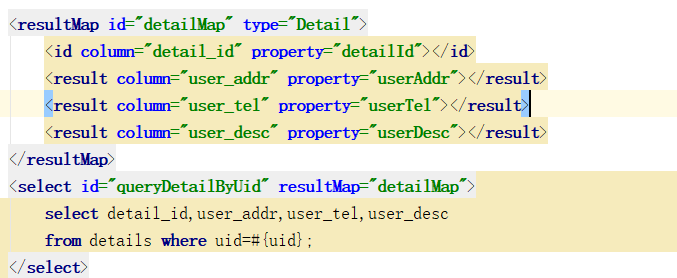 <resultMap id="detailMap" type="Detail">
    <id column="detail_id" property="detailId"></id>
    <result column="user_addr" property="userAddr"></result>
    <result column="user_tel" property="userTel"></result>
    <result column="user_desc" property="userDesc"></result>
</resultMap>
<select id="queryDetailByUid" resultMap="detailMap">
    select detail_id,user_addr,user_tel,user_desc
    from details where uid=#{uid};
</select>